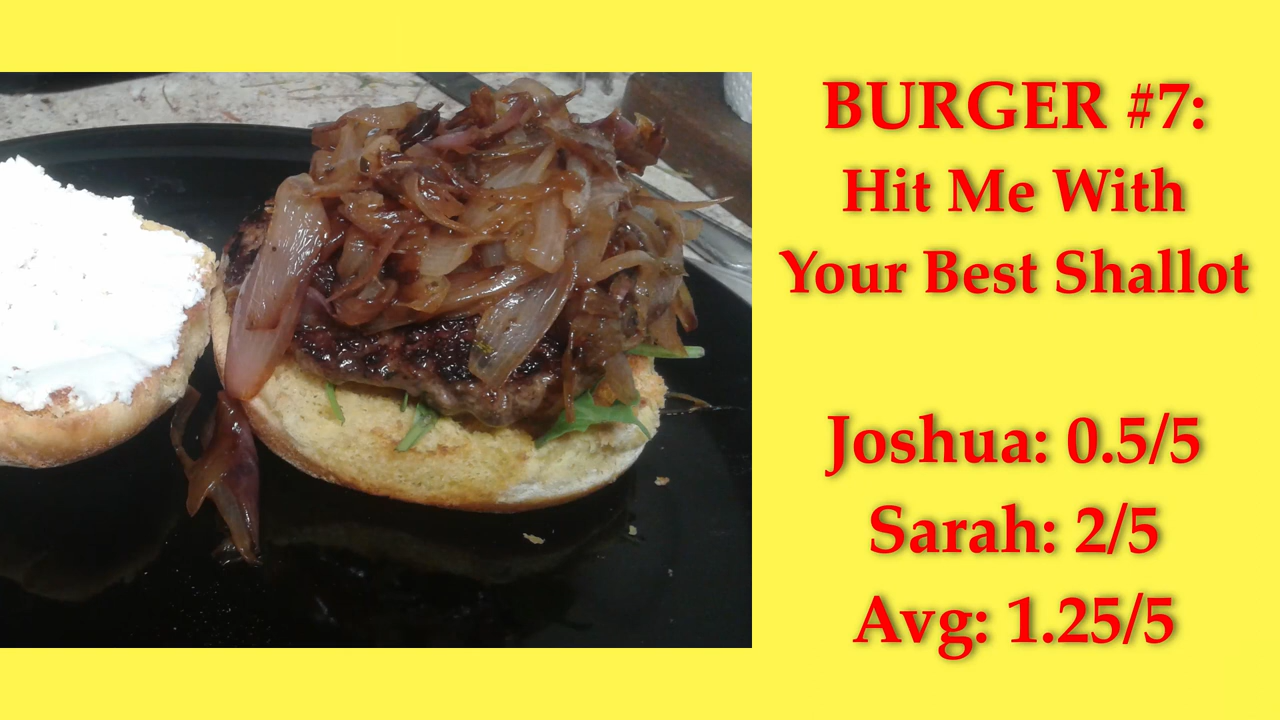 BURGER #7:
Hit Me With
Your Best Shallot
Joshua: 0.5/5
Sarah: 2/5
Avg: 1.25/5